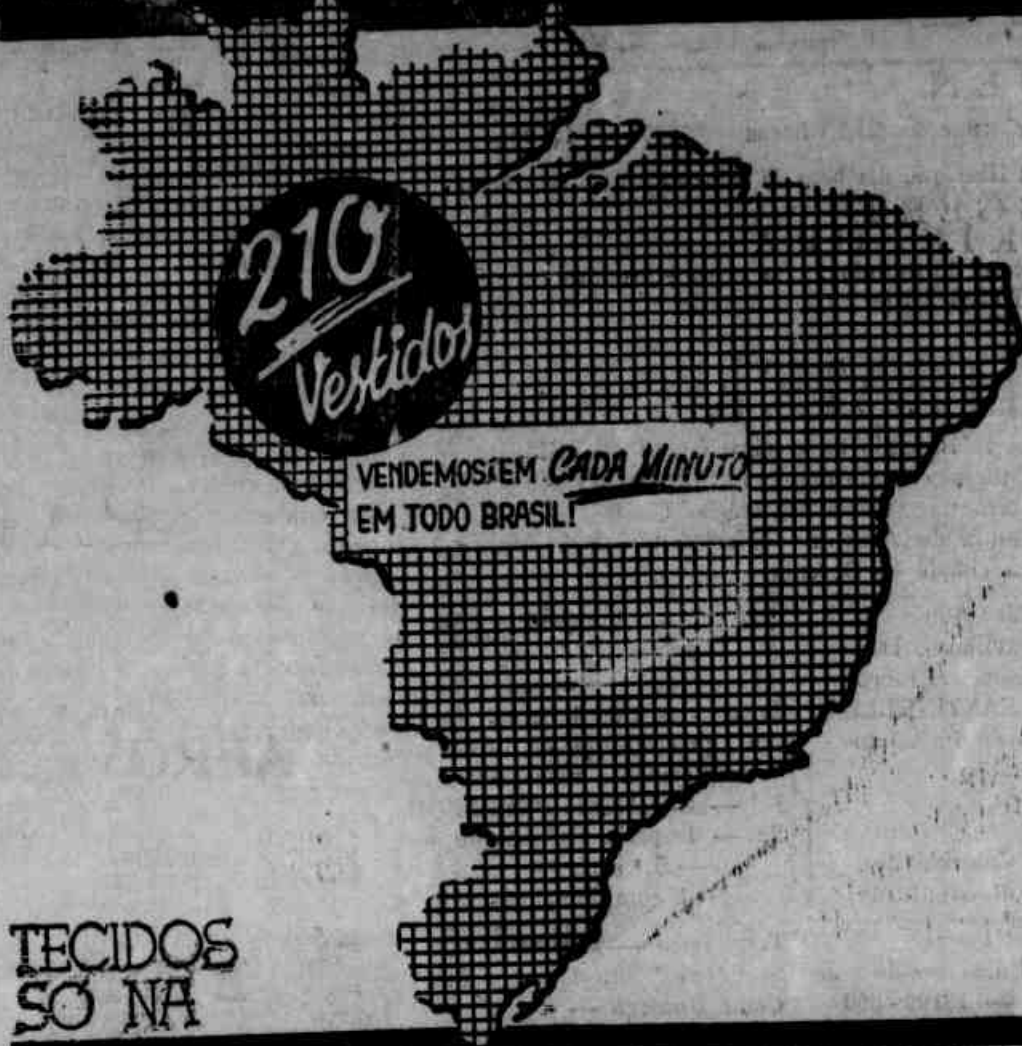 210
Vestidos
VENDEMOS EM CADA MINUTO
EM TODO BRASIL!
TECIDOS
SÓ NA